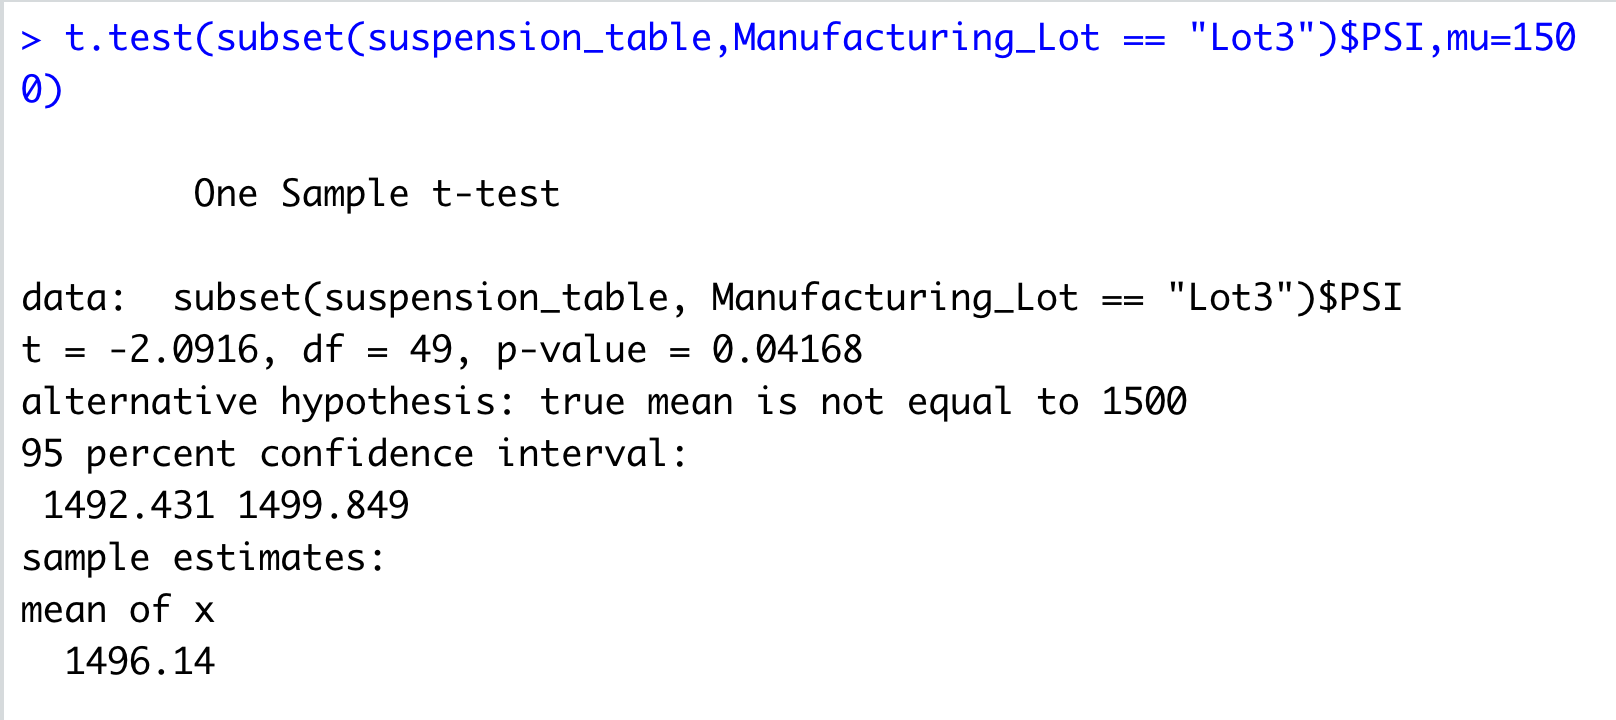 > t.test(subset(suspension_table,Manufacturing_Lot == "Lot3")$PSI,mu=150
0)
One Sample t-test
data:  subset(suspension_table, Manufacturing_Lot == "Lot3")$PSI
t = -2.0916, df = 49, p-value = 0.04168
alternative hypothesis: true mean is not equal to 1500
95 percent confidence interval:
1492.431 1499.849
sample estimates:
mean of x
1496.14